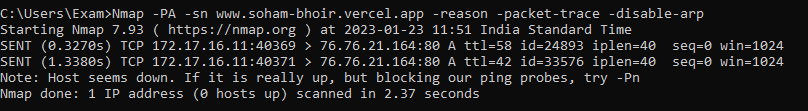 C:\Users\Exam>Nmap -PA -sn www.soham-bhoir.vercel.app -reason -packet-trace -disable-arp
Starting Nmap 7.93 ( https://nmap.org ) at 2023-01-23 11:51 India Standard Time
SENT (0.3270s) TCP 172.17.16.11:40369 > 76.76.21.164:80 A ttl=58 id=24893 iplen=40  seq=0 win=1024
SENT (1.3380s) TCP 172.17.16.11:40371 > 76.76.21.164:80 A ttl=42 id=33576 iplen=40  seq=0 win=1024
Note: Host seems down. If it is really up, but blocking our ping probes, try -Pn
Nmap done: 1 IP address (0 hosts up) scanned in 2.37 seconds